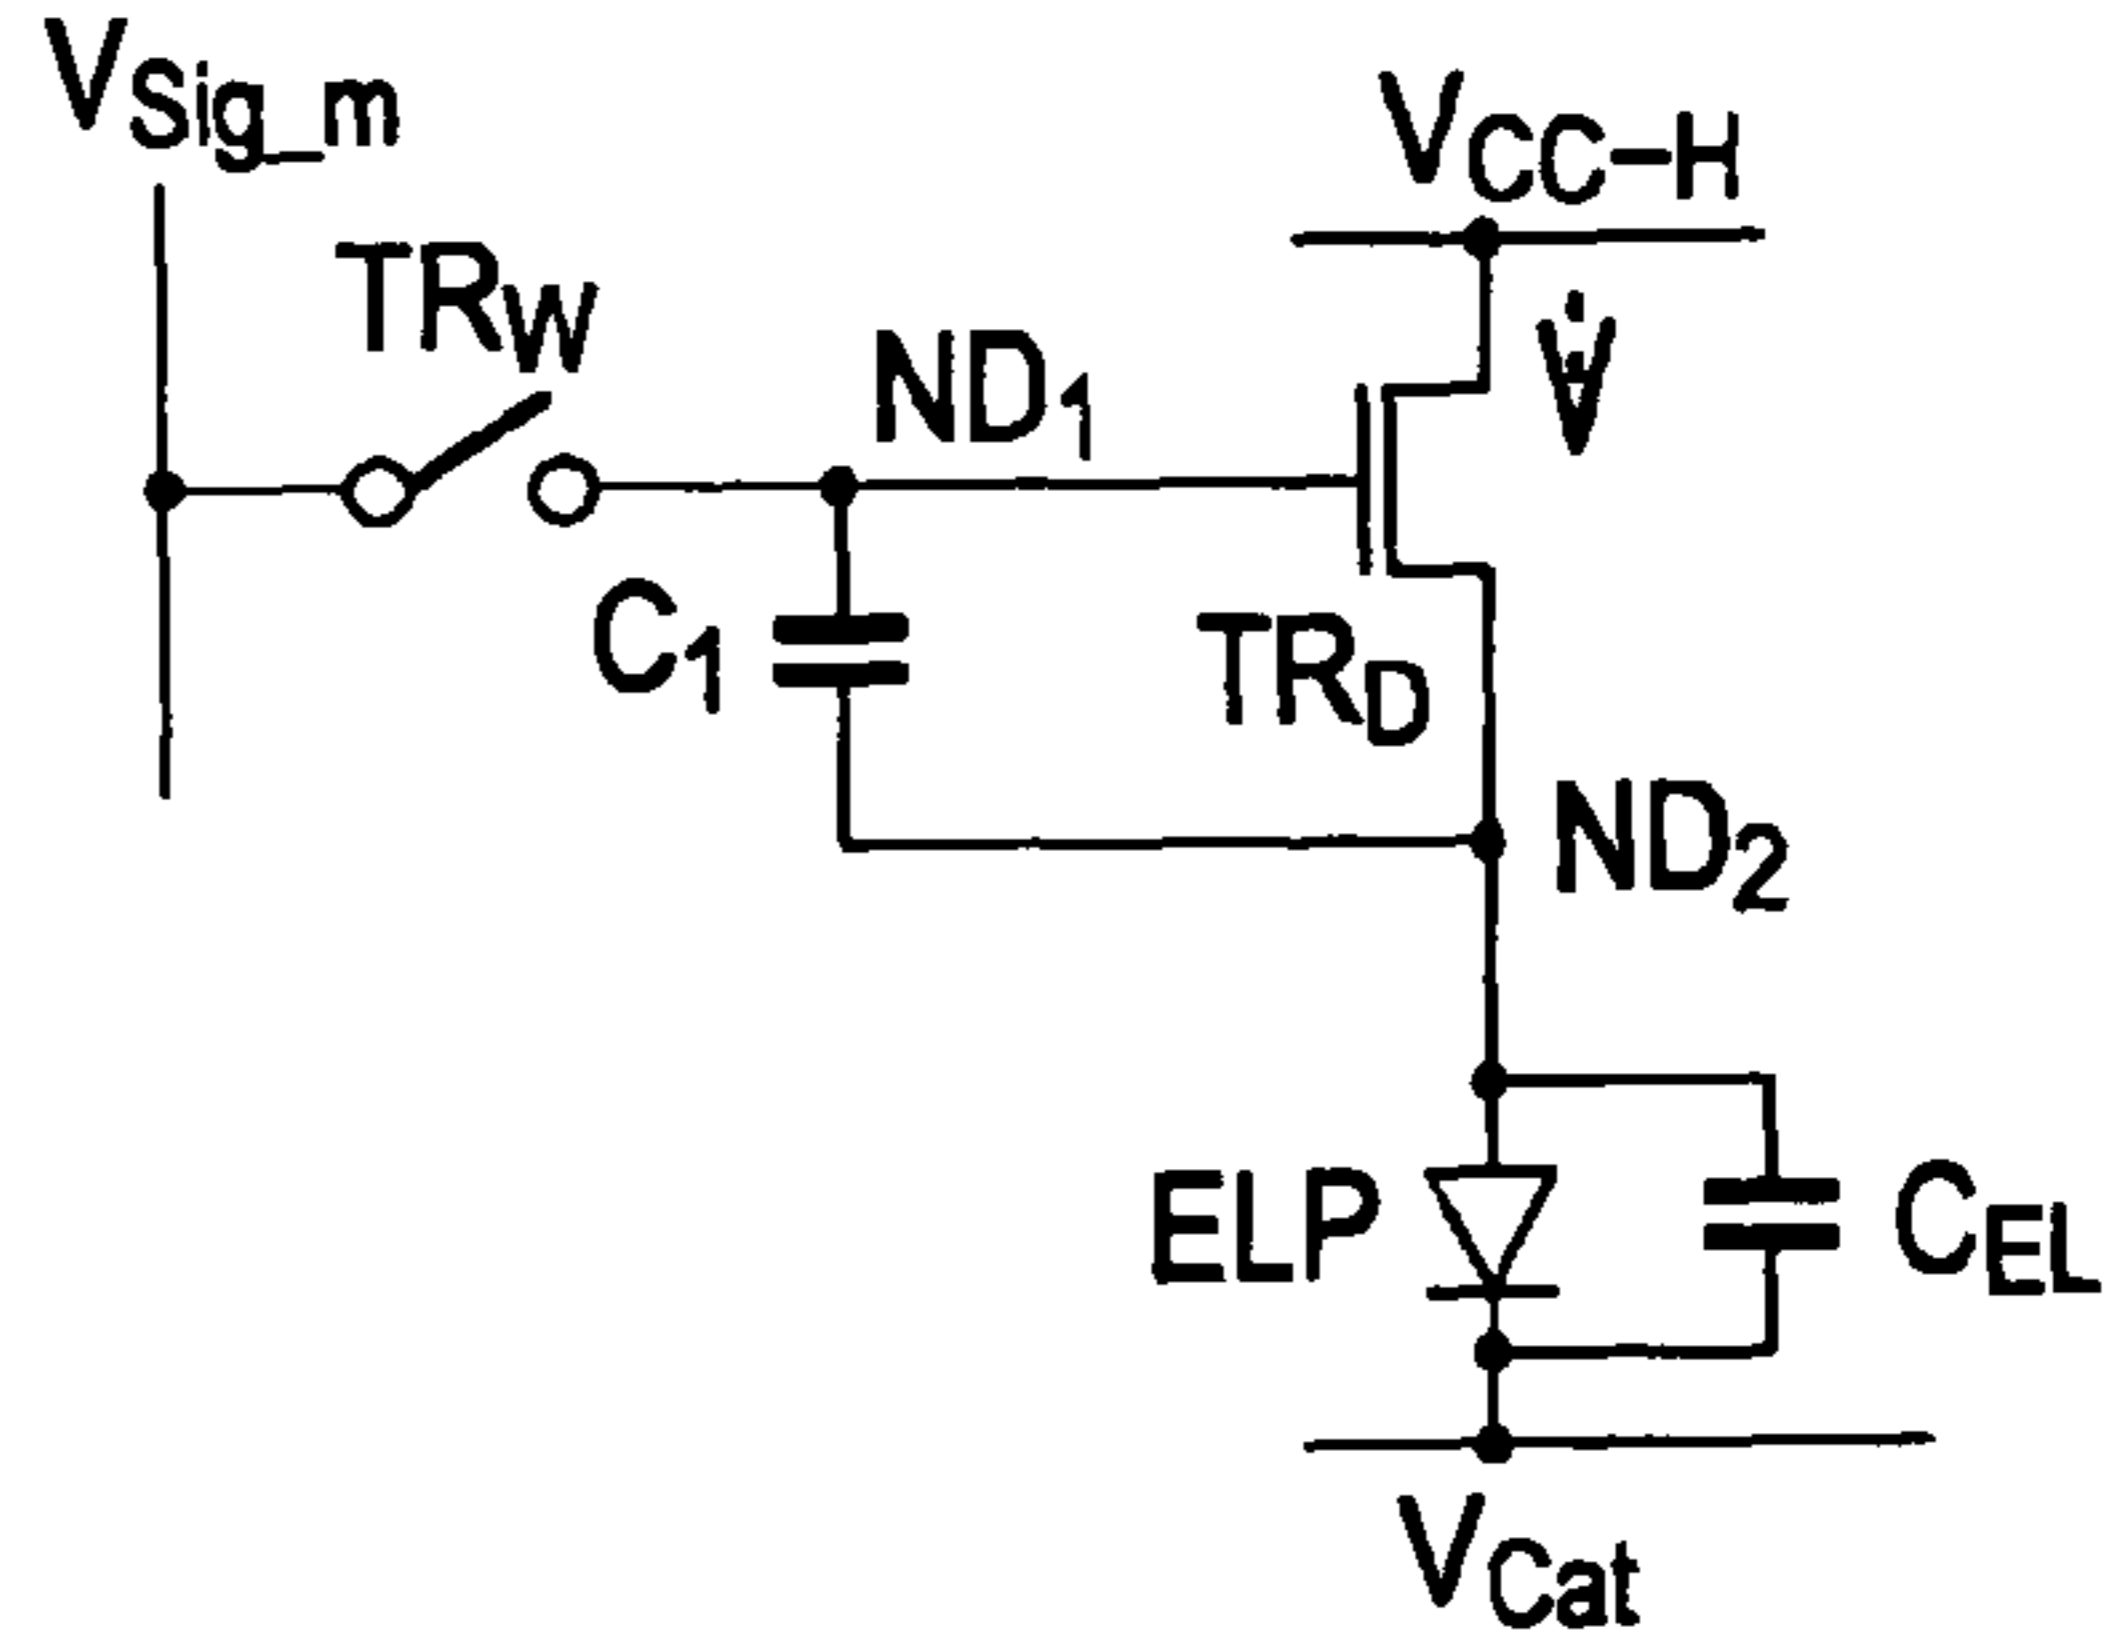 VSig_m
VCC-H
TRW
ND1
C1
TRD
ND2
ELP
CEL
VCat